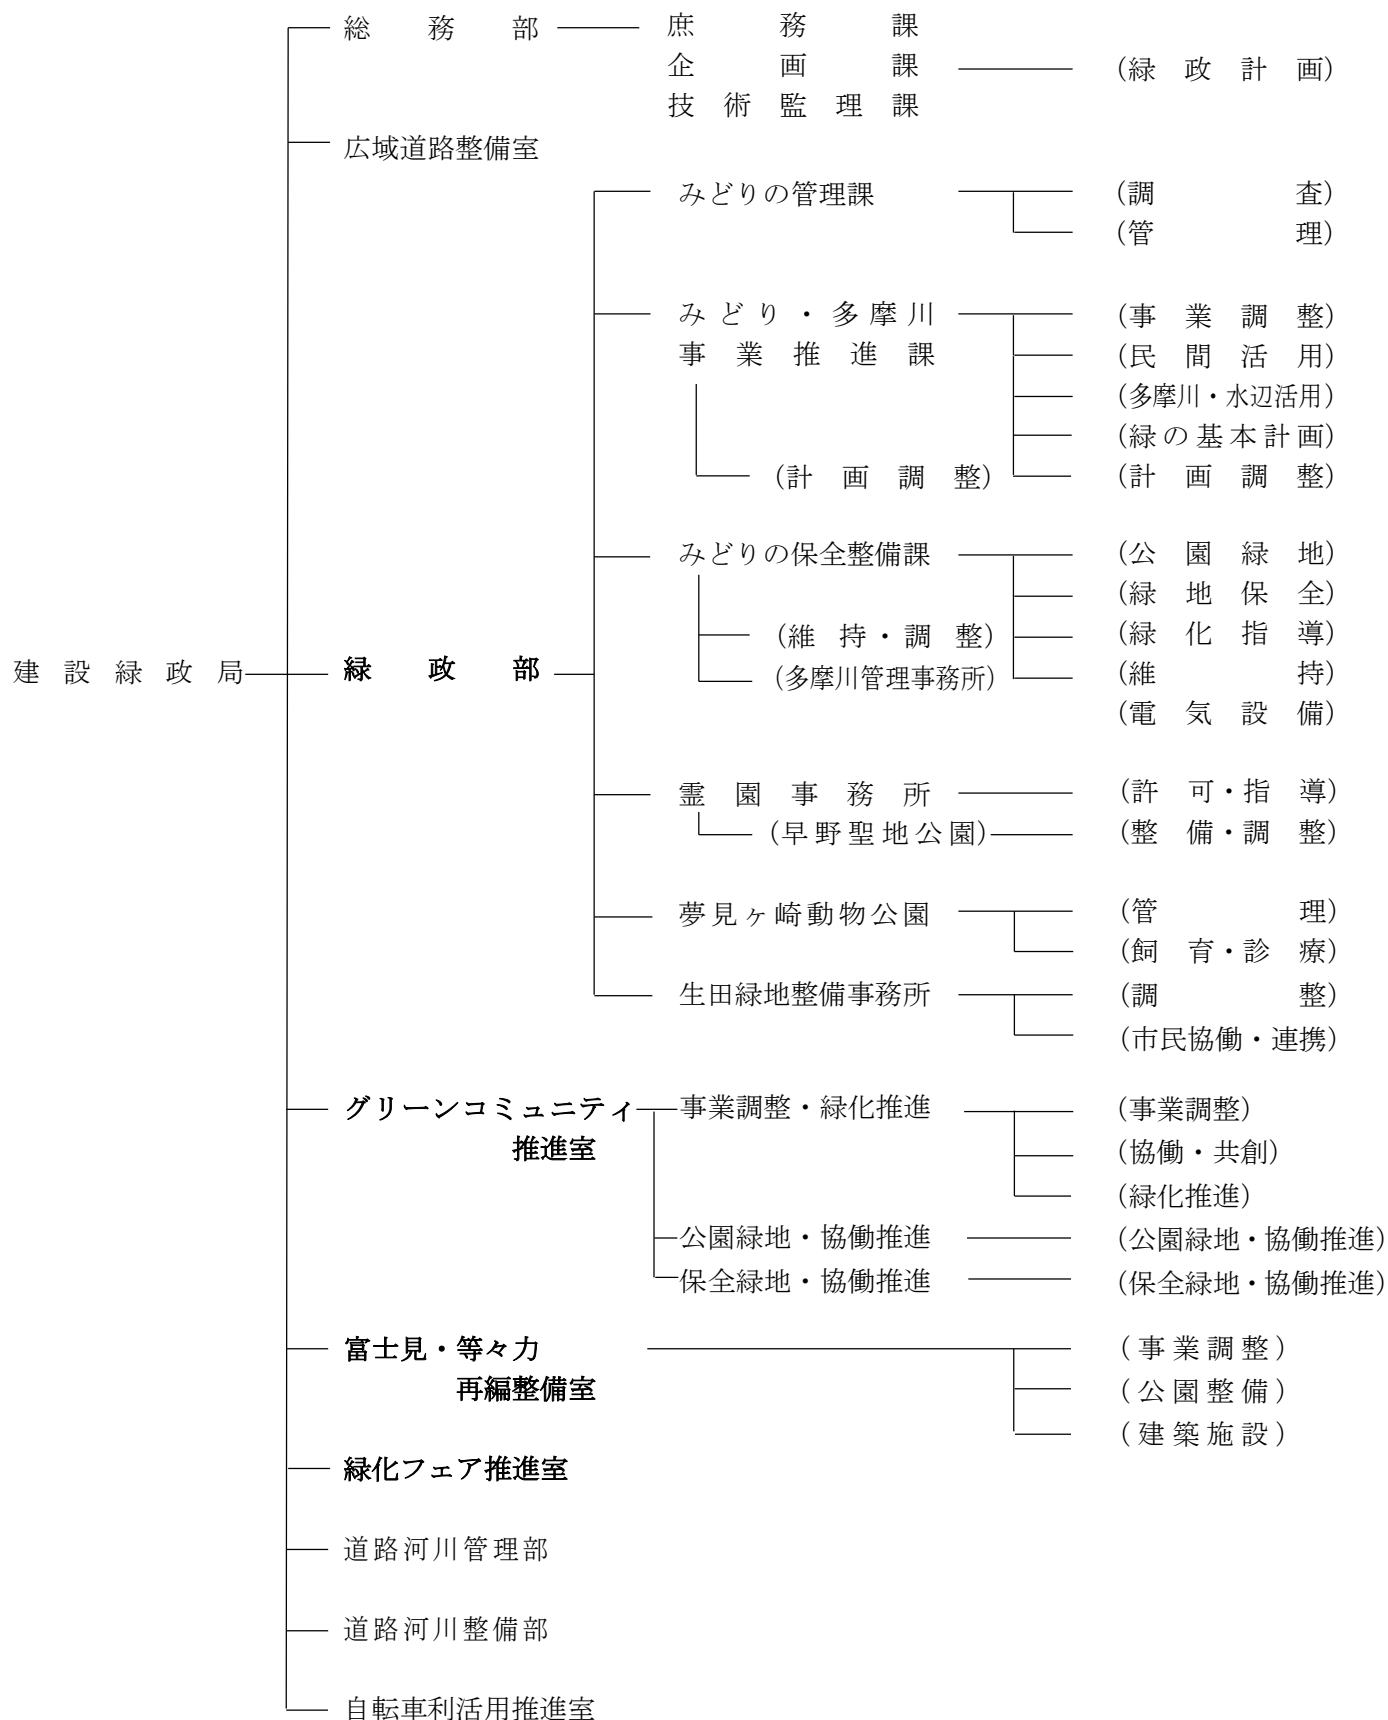 総務部 庶務課
企画課 (緑政計画)
技術監理課
広域道路整備室
みどりの管理課 (調査)
(管理)
みどり・多摩川 (事業調整)
事業推進課 (民間活用)
(多摩川・水辺活用)
(緑の基本計画)
(計画調整) (計画調整)
みどりの保全整備課 (公園緑地)
(緑地保全)
(維持・調整) (緑化指導)
建設緑政局 緑政部 (多摩川管理事務所) (維持)
(電気設備)
霊園事務所 (許可・指導)
(早野聖地公園) (整備・調整)
夢見ヶ崎動物公園 (管理)
(飼育・診療)
生田緑地整備事務所 (調整)
(市民協働・連携)
グリーンコミュニティ 事業調整・緑化推進 (事業調整)
推進室 (協働・共創)
(緑化推進)
公園緑地・協働推進 (公園緑地・協働推進)
保全緑地・協働推進 (保全緑地・協働推進)
富士見・等々力 (事業調整)
再編整備室 (公園整備)
(建築施設)
緑化フェア推進室
道路河川管理部
道路河川整備部
自転車利活用推進室